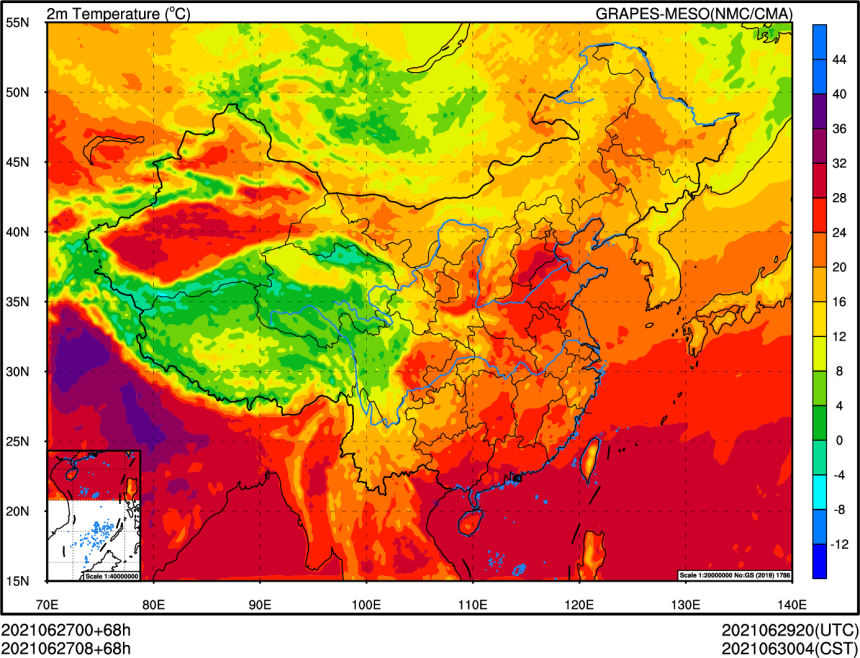 2m Temperature (°C) GRAPES-MESO(NMC/CMA)
55N
50N
45N
40N
35N
30N
25N
20N
15N
70E 80E 90E 100E 110E 120E 130E 140E
44
40
36
32
28
24
20
16
12
8
4
0
-4
-8
-12
Scale 1:40000000
Scale 1:20000000 No:GS (2019) 1786
2021062700+68h 2021062920(UTC)
2021062708+68h 2021063004(CST)